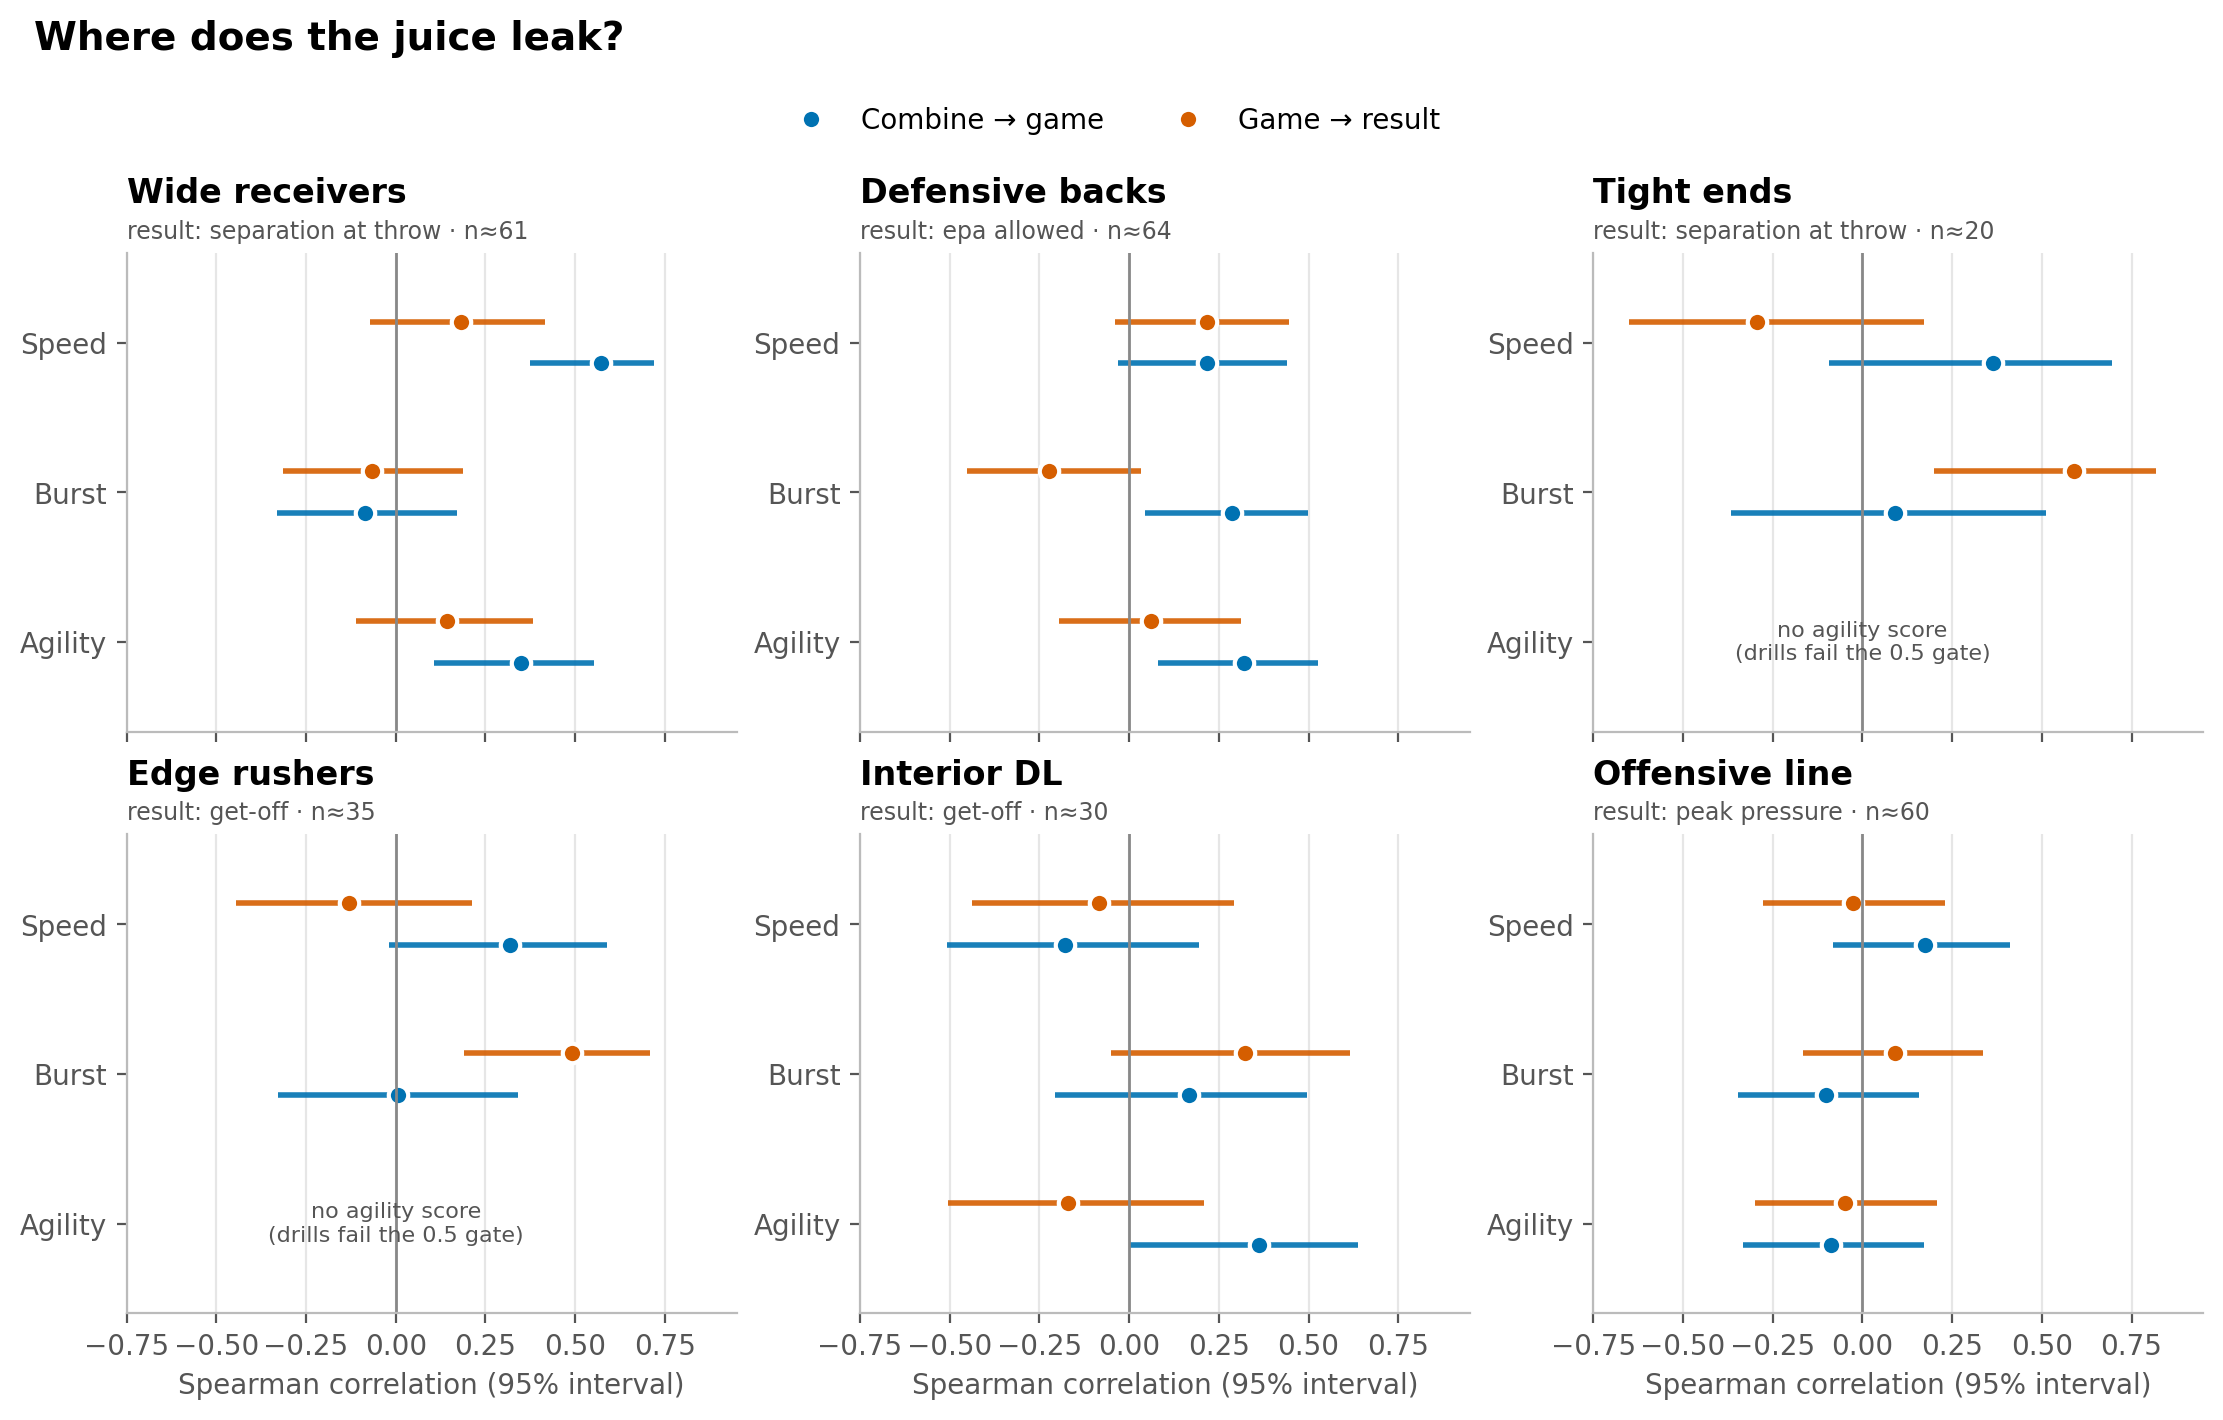 Where does the juice leak?
Combine → game
Game → result
Wide receivers
result: separation at throw · n≈61
Speed
Burst
Agility
Defensive backs
result: epa allowed · n≈64
Speed
Burst
Agility
Tight ends
result: separation at throw · n≈20
Speed
Burst
Agility
no agility score
(drills fail the 0.5 gate)
Edge rushers
result: get-off · n≈35
Speed
Burst
Agility
no agility score
(drills fail the 0.5 gate)
−0.75 −0.50 −0.25 0.00 0.25 0.50 0.75
Spearman correlation (95% interval)
Interior DL
result: get-off · n≈30
Speed
Burst
Agility
−0.75 −0.50 −0.25 0.00 0.25 0.50 0.75
Spearman correlation (95% interval)
Offensive line
result: peak pressure · n≈60
Speed
Burst
Agility
−0.75 −0.50 −0.25 0.00 0.25 0.50 0.75
Spearman correlation (95% interval)